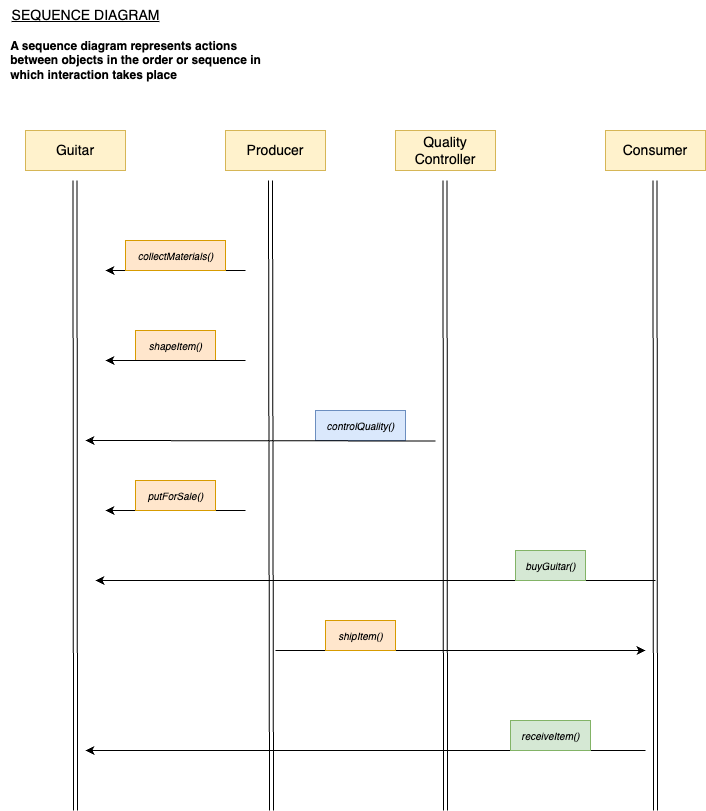 SEQUENCE DIAGRAM
A sequence diagram represents actions
between objects in the order or sequence in
which interaction takes place
Guitar
Producer
Quality
Controller
Consumer
collectMaterials()
shapeItem()
controlQuality()
putForSale()
buyGuitar()
shipItem()
receiveItem()